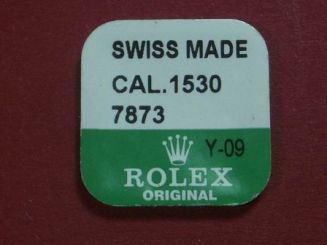 SWISS MADE
CAL.1530
7873
Y-09
ROLEX
ORIGINAL